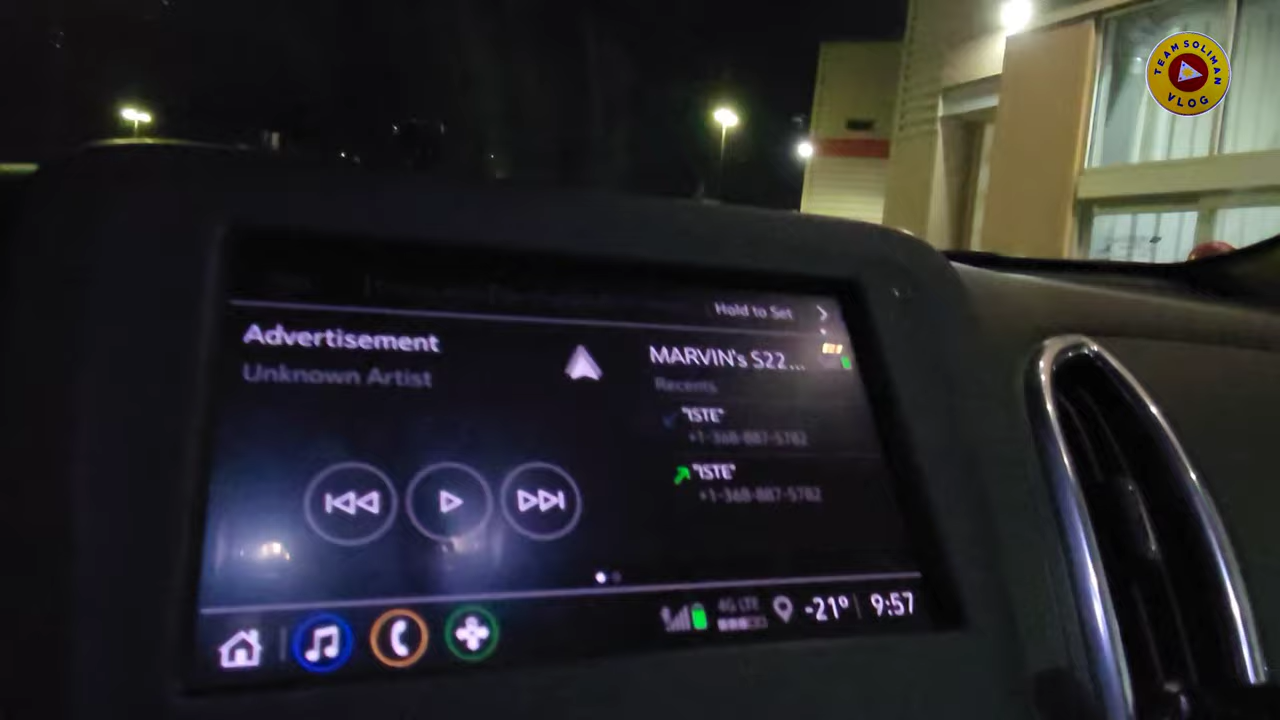 TEAM SOLIMAN
VLOG
Hold to Set
Advertisement
Unknown Artist
MARVIN's S22...
Recents
"ISTE"
+1-368-887-5782
"ISTE"
+1-368-887-5782
4G LTE
-21°
9:57